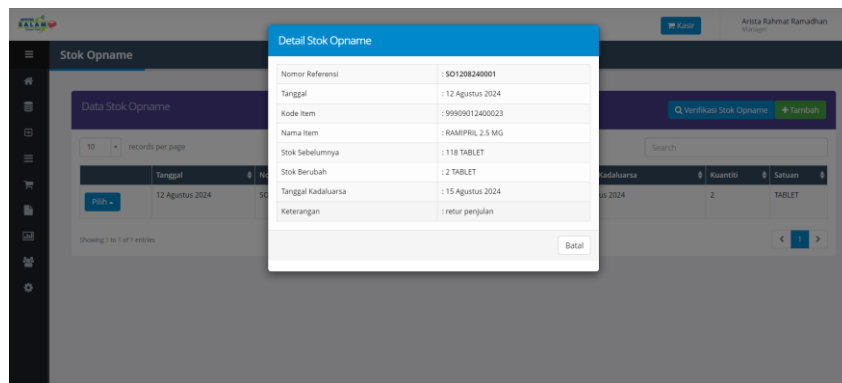 SALAM
Kasir
Arista Rahmat Ramadhan
Manager
Stok Opname
Data Stok Opname
Verifikasi Stok Opname
Tambah
10 records per page
Search
Tanggal
Kadaluarsa Kuantiti Satuan
Pilih 12 Agustus 2024 2 TABLET
Showing 1 to 1 of 1 entries
1
Detail Stok Opname
Nomor Referensi : SO1208240001
Tanggal : 12 Agustus 2024
Kode Item : 99909012400023
Nama Item : RAMIPRIL 2.5 MG
Stok Sebelumnya : 118 TABLET
Stok Berubah : 2 TABLET
Tanggal Kadaluarsa : 15 Agustus 2024
Keterangan : retur penjulan
Batal